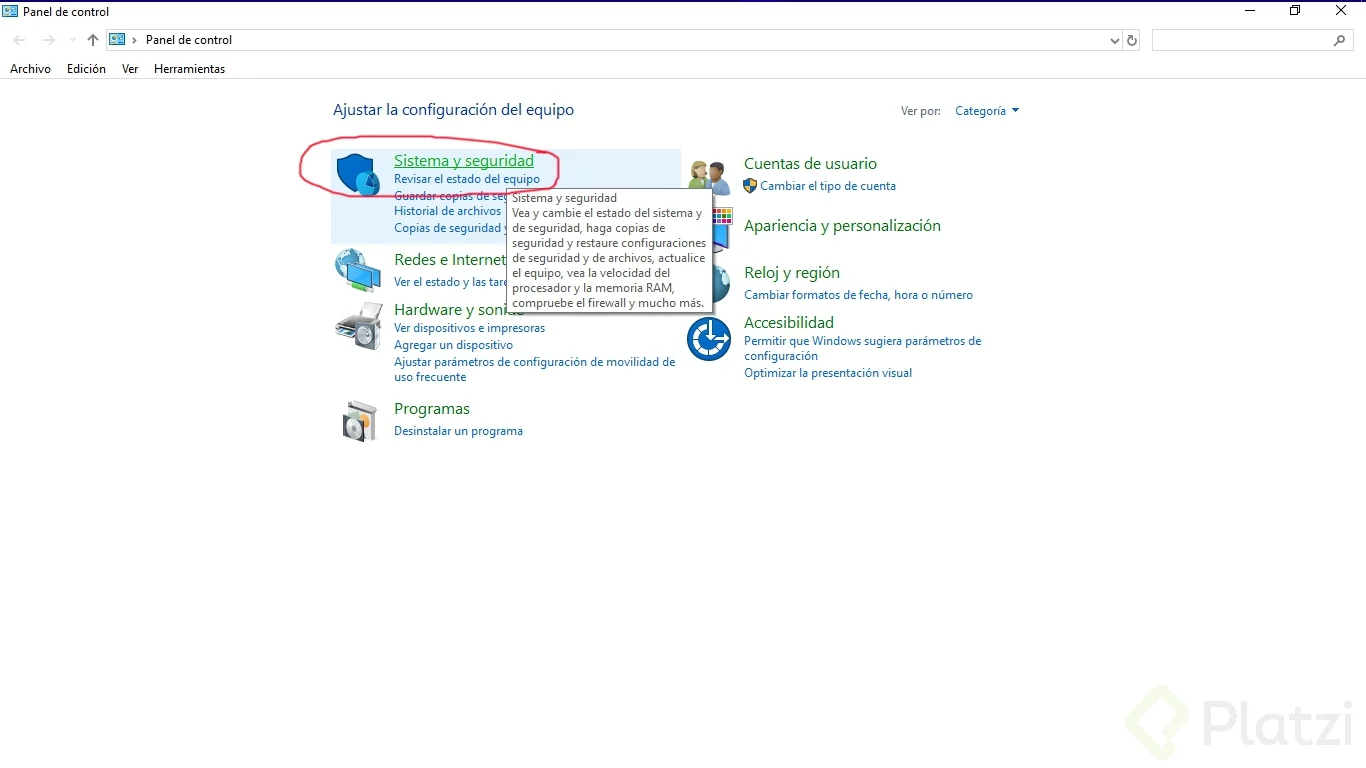 Panel de control
Panel de control
Archivo Edición Ver Herramientas
Ajustar la configuración del equipo
Ver por: Categoría
Sistema y seguridad
Revisar el estado del equipo
Guardar copias de seg
Historial de archivos
Copias de seguridad y
Sistema y seguridad
Vea y cambie el estado del sistema y
de seguridad, haga copias de
seguridad y restaure configuraciones
de seguridad y de archivos, actualice
el equipo, vea la velocidad del
procesador y la memoria RAM,
compruebe el firewall y mucho más.
Redes e Internet
Ver el estado y las tare
Hardware y sonido
Ver dispositivos e impresoras
Agregar un dispositivo
Ajustar parámetros de configuración de movilidad de
uso frecuente
Programas
Desinstalar un programa
Cuentas de usuario
Cambiar el tipo de cuenta
Apariencia y personalización
Reloj y región
Cambiar formatos de fecha, hora o número
Accesibilidad
Permitir que Windows sugiera parámetros de
configuración
Optimizar la presentación visual
Platzi